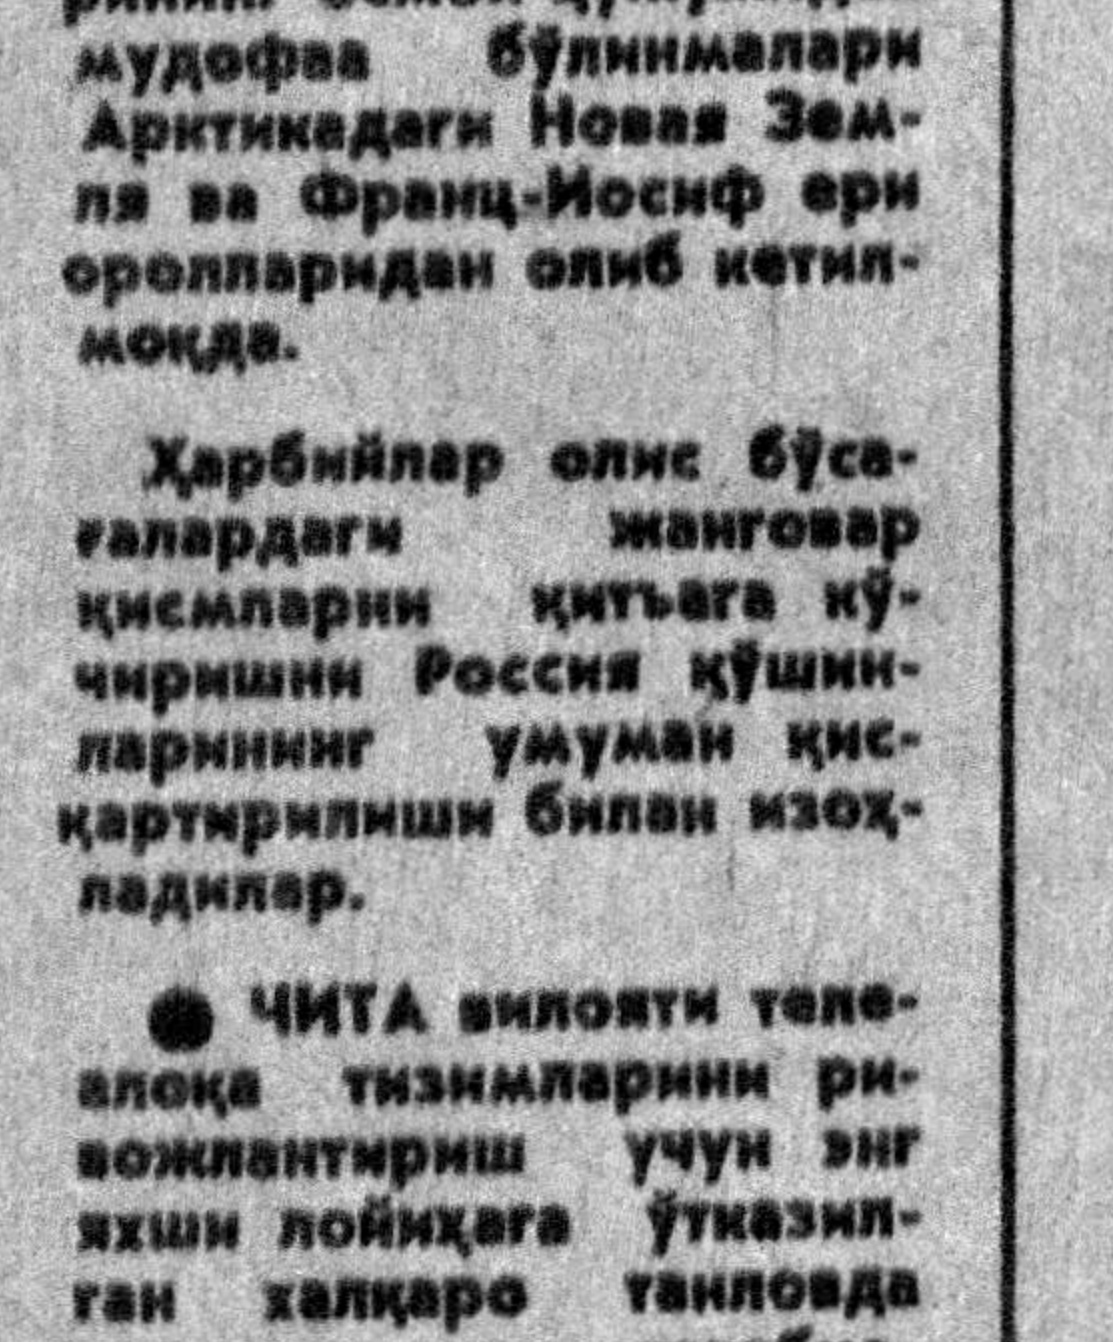 мудофаа бўлинмалари
Арктикадаги Новая Зем-
ля ва Франц-Иосиф ери
оролларидан олиб кетил-
моқда.
Ҳарбийлар олис бўса-
ғалардаги жанговар
қисмларни қитъага кў-
чиришни Россия қўшин-
ларининг умуман қис-
қартирилиши билан изоҳ-
ладилар.
● ЧИТА вилояти теле-
алоқа тизимларини ри-
вожлантириш учун энг
яхши лойиҳага ўтказил-
ган халқаро танловда